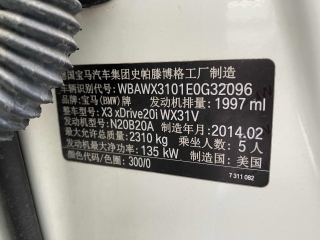 德国宝马汽车集团史帕滕博格工厂制造
车辆识别代号: WBAWX3101E0G32096
品牌: 宝马(BMW)牌 发动机排量: 1997 ml
型号: X3 xDrive20i WX31V
发动机型号: N20B20A 制造年月: 2014.02
最大允许总质量: 2310 kg 乘坐人数: 5 人
发动机最大净功率: 135 kW 制造国: 美国
颜色代码/色圈: 300/0
7 311 092